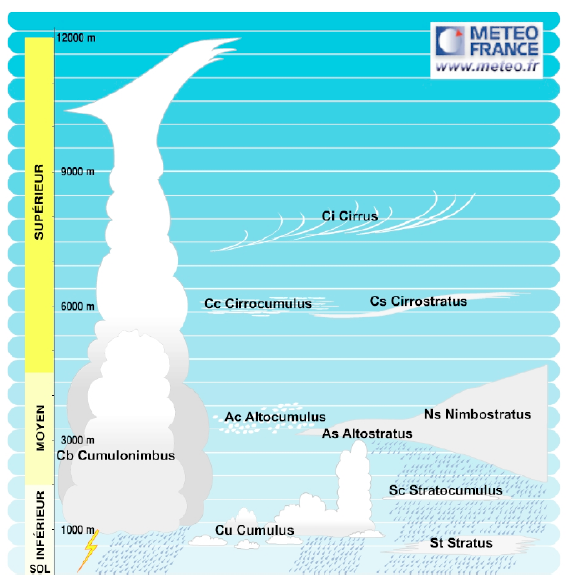 12000 m
METEO
FRANCE
www.meteo.fr
SUPÉRIEUR
9000 m
Ci Cirrus
Cc Cirrocumulus
Cs Cirrostratus
6000 m
MOYEN
Ac Altocumulus
Ns Nimbostratus
As Altostratus
3000 m
Cb Cumulonimbus
Sc Stratocumulus
INFÉRIEUR
1000 m
Cu Cumulus
St Stratus
SOL